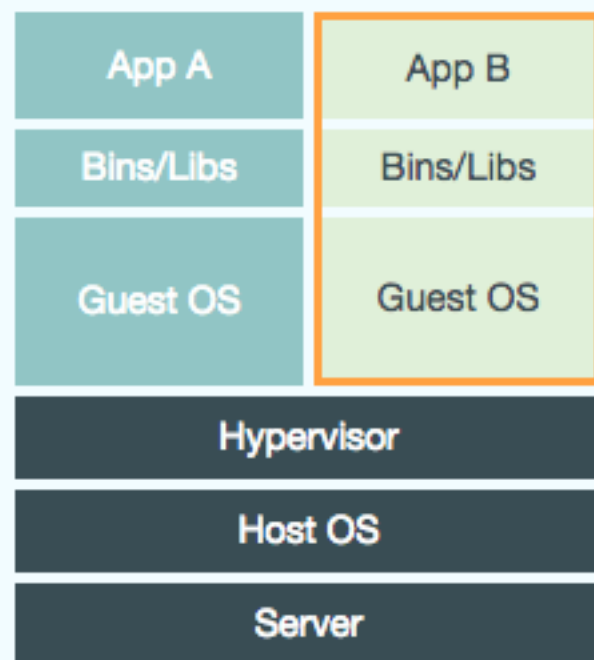 App A
App B
Bins/Libs
Bins/Libs
Guest OS
Guest OS
Hypervisor
Host OS
Server